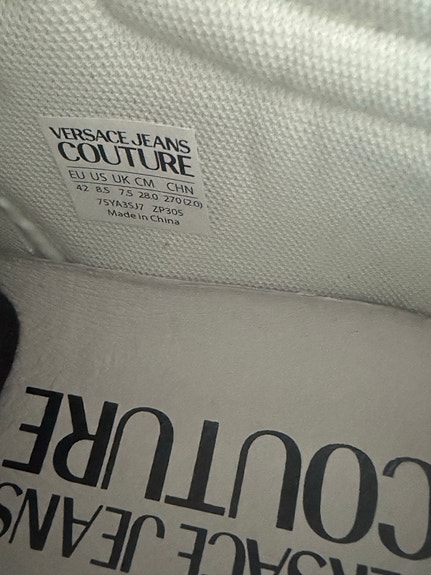 VERSACE JEANS
COUTURE
EU US UK CM CHN
42 8.5 7.5 28.0 270(2.0)
75YA3SJ7 ZP305
Made in China
VERSACE JEANS
COUTURE